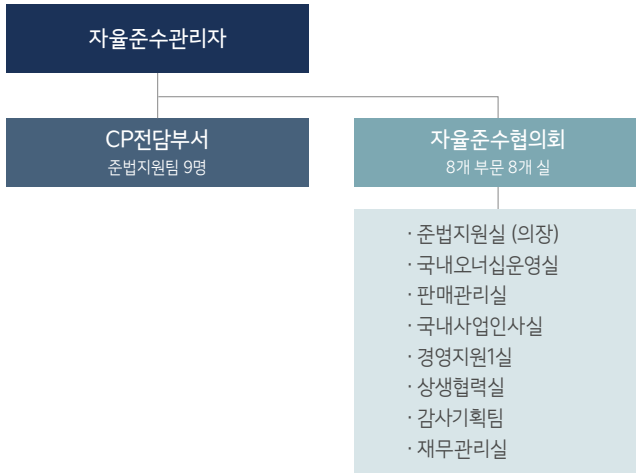 자율준수관리자
CP전담부서
준법지원팀 9명
자율준수협의회
8개 부문 8개 실
· 준법지원실 (의장)
· 국내오너십운영실
· 판매관리실
· 국내사업인사실
· 경영지원1실
· 상생협력실
· 감사기획팀
· 재무관리실